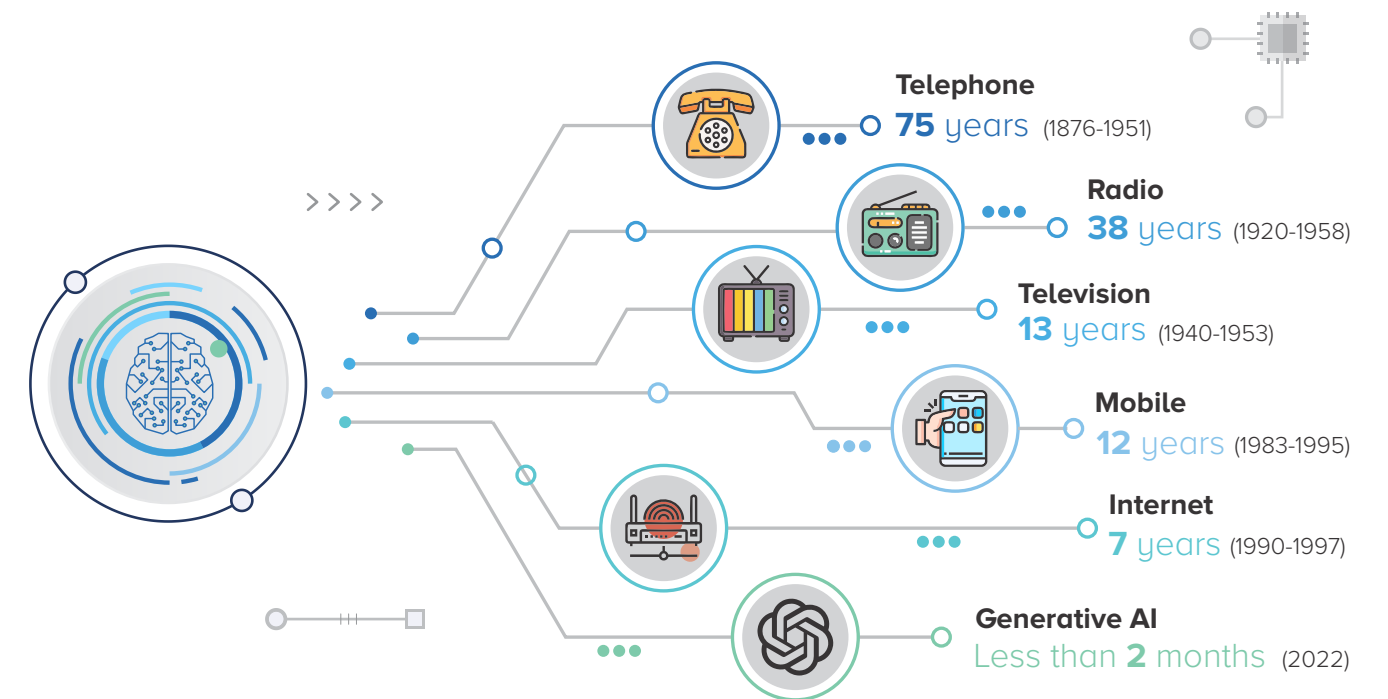 Telephone
75 years (1876-1951)
Radio
38 years (1920-1958)
Television
13 years (1940-1953)
Mobile
12 years (1983-1995)
Internet
7 years (1990-1997)
Generative AI
Less than 2 months (2022)